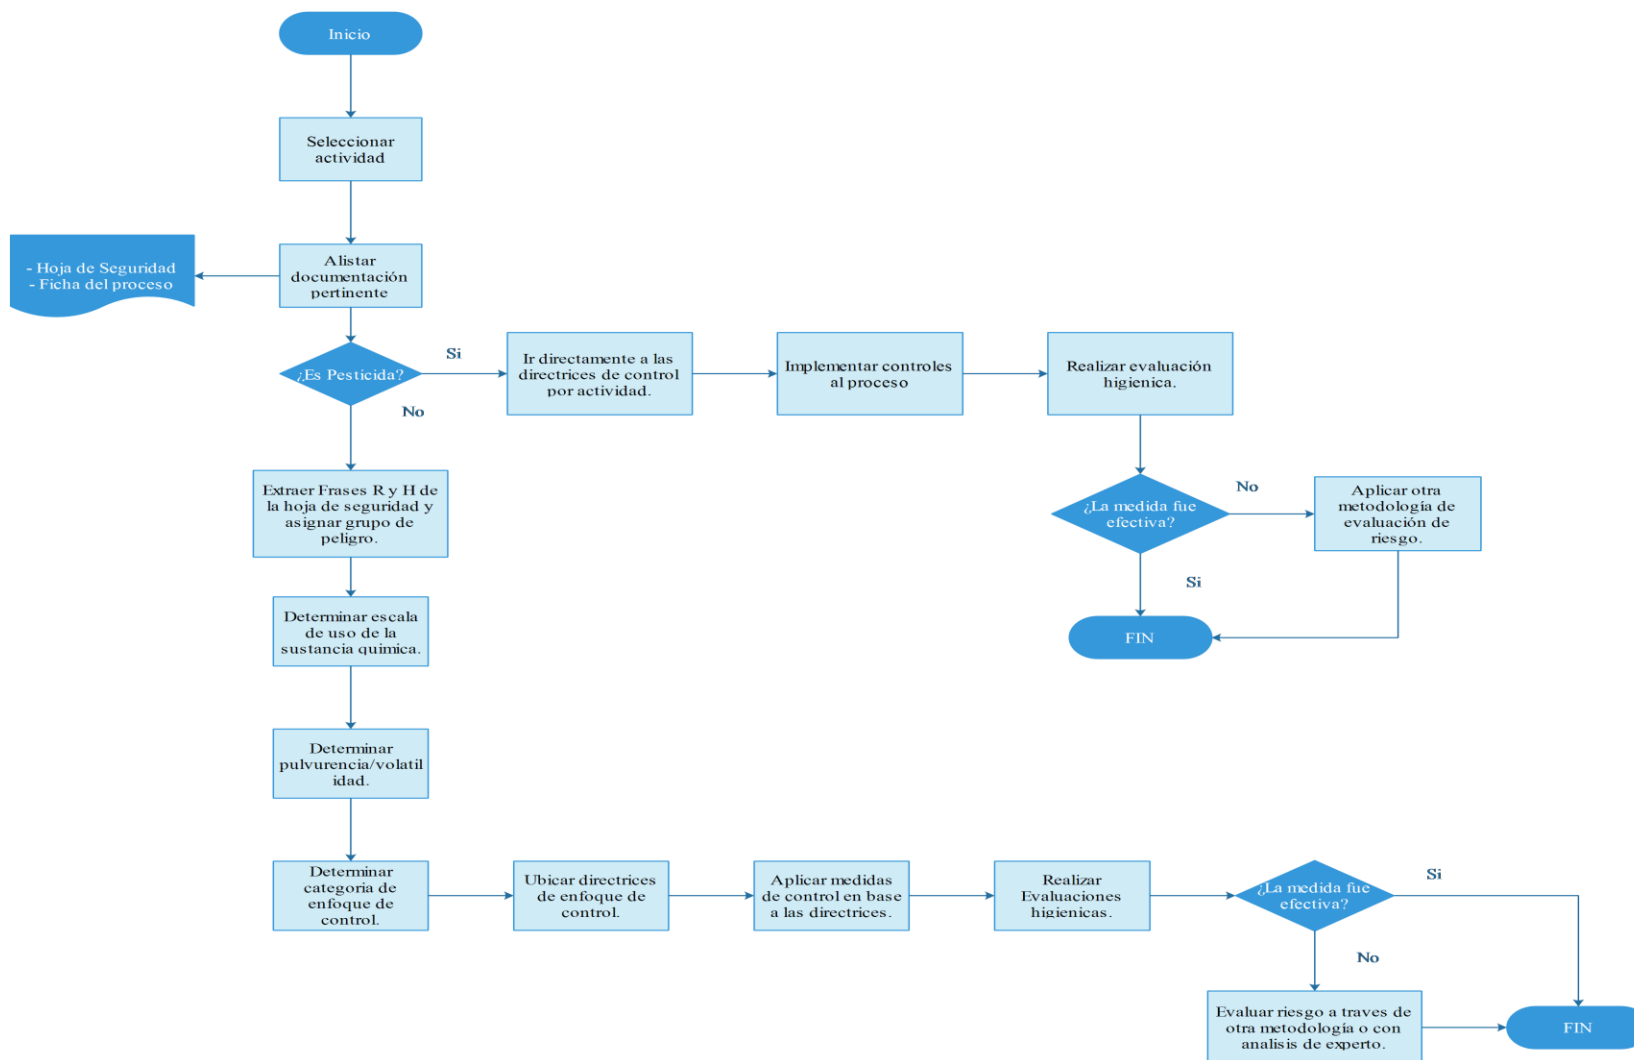 Inicio
Seleccionar
actividad
- Hoja de Seguridad
- Ficha del proceso
Alistar
documentación
pertinente
¿Es Pesticida?
Si
No
Ir directamente a las
directrices de control
por actividad.
Implementar controles
al proceso
Realizar evaluación
higienica.
¿La medida fue
efectiva?
No
Si
Aplicar otra
metodología de
evaluación de
riesgo.
FIN
Extraer Frases R y H de
la hoja de seguridad y
asignar grupo de
peligro.
Determinar escala
de uso de la
sustancia quimica.
Determinar
pulvurencia/volatil
idad.
Determinar
categoria de
enfoque de
control.
Ubicar directrices
de enfoque de
control.
Aplicar medidas
de control en base
a las directrices.
Realizar
Evaluaciones
higienicas.
¿La medida fue
efectiva?
Si
No
Evaluar riesgo a traves de
otra metodología o con
analisis de experto.
FIN